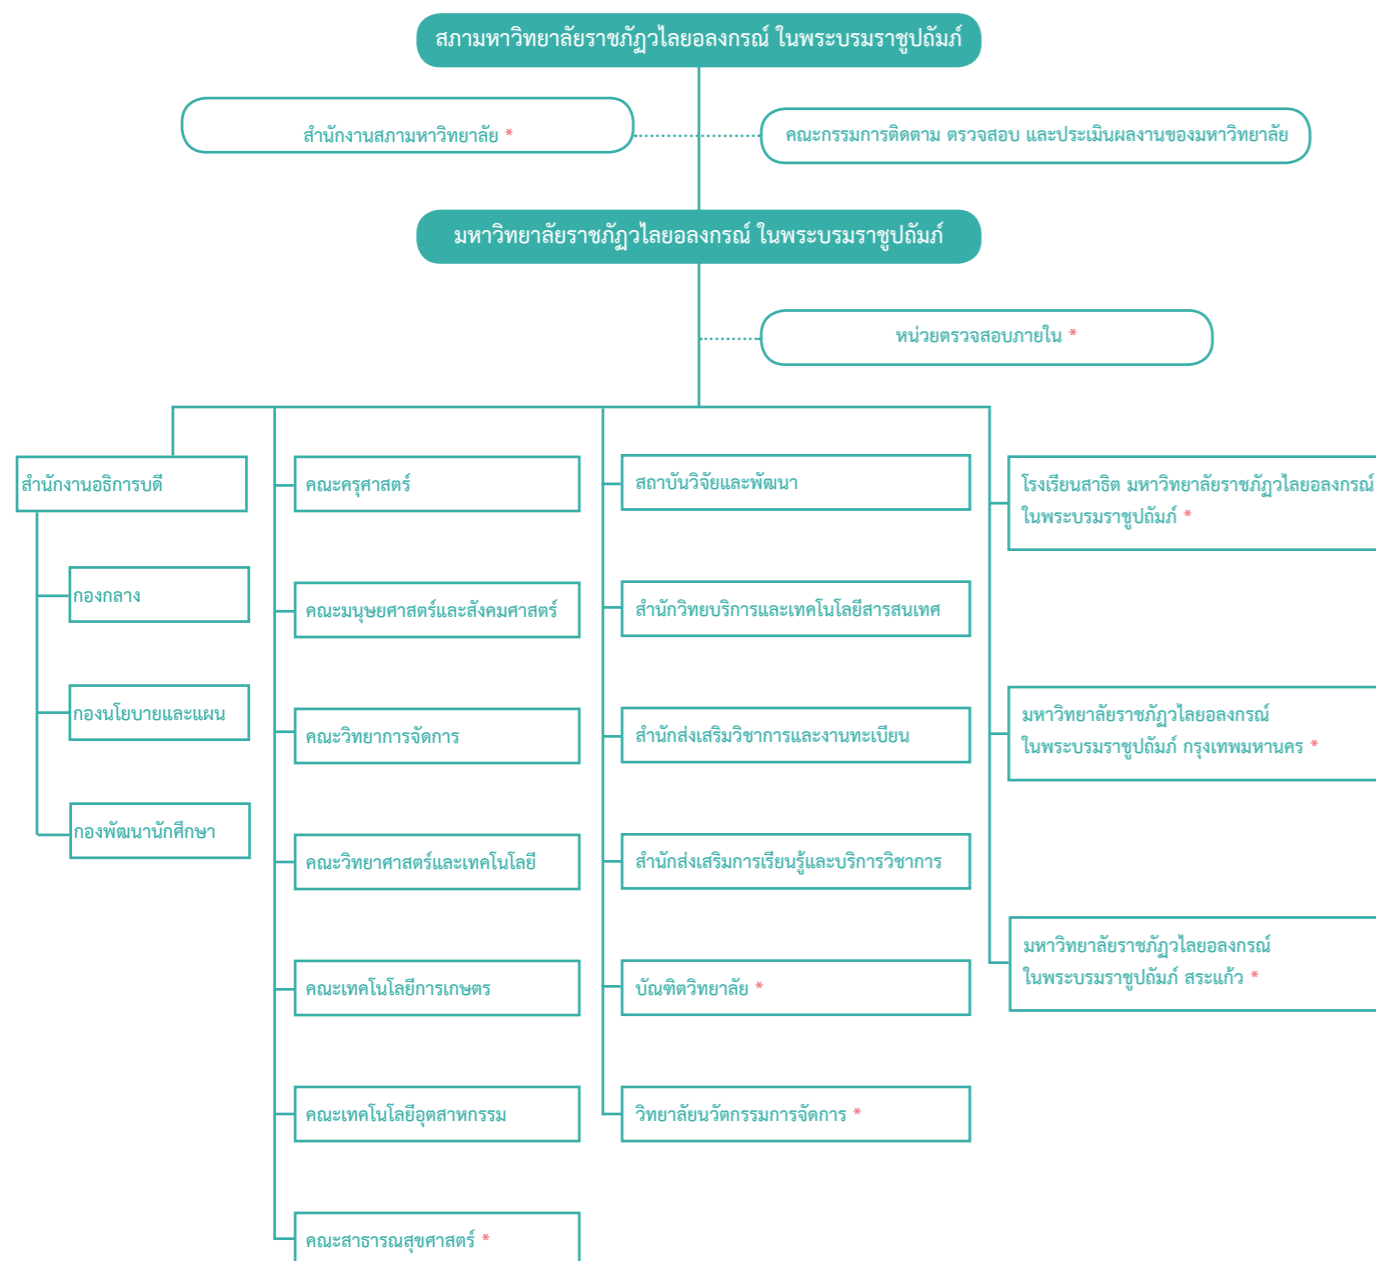 สภามหาวิทยาลัยราชภัฏวไลยอลงกรณ์ ในพระบรมราชูปถัมภ์
สำนักงานสภามหาวิทยาลัย *
คณะกรรมการติดตาม ตรวจสอบ และประเมินผลงานของมหาวิทยาลัย
มหาวิทยาลัยราชภัฏวไลยอลงกรณ์ ในพระบรมราชูปถัมภ์
หน่วยตรวจสอบภายใน *
สำนักงานอธิการบดี
กองกลาง
กองนโยบายและแผน
กองพัฒนานักศึกษา
คณะครุศาสตร์
คณะมนุษยศาสตร์และสังคมศาสตร์
คณะวิทยาการจัดการ
คณะวิทยาศาสตร์และเทคโนโลยี
คณะเทคโนโลยีการเกษตร
คณะเทคโนโลยีอุตสาหกรรม
คณะสาธารณสุขศาสตร์ *
สถาบันวิจัยและพัฒนา
สำนักวิทยบริการและเทคโนโลยีสารสนเทศ
สำนักส่งเสริมวิชาการและงานทะเบียน
สำนักส่งเสริมการเรียนรู้และบริการวิชาการ
บัณฑิตวิทยาลัย *
วิทยาลัยนวัตกรรมการจัดการ *
โรงเรียนสาธิต มหาวิทยาลัยราชภัฏวไลยอลงกรณ์
ในพระบรมราชูปถัมภ์ *
มหาวิทยาลัยราชภัฏวไลยอลงกรณ์
ในพระบรมราชูปถัมภ์ กรุงเทพมหานคร *
มหาวิทยาลัยราชภัฏวไลยอลงกรณ์
ในพระบรมราชูปถัมภ์ สระแก้ว *